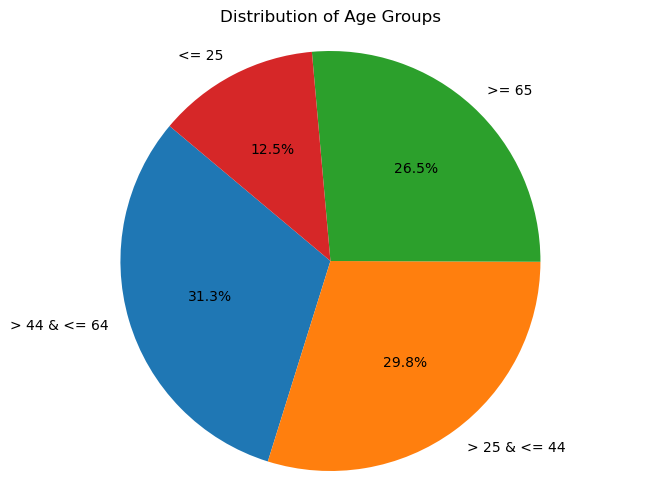 Distribution of Age Groups
<= 25
>= 65
12.5%
26.5%
31.3%
> 44 & <= 64
29.8%
> 25 & <= 44